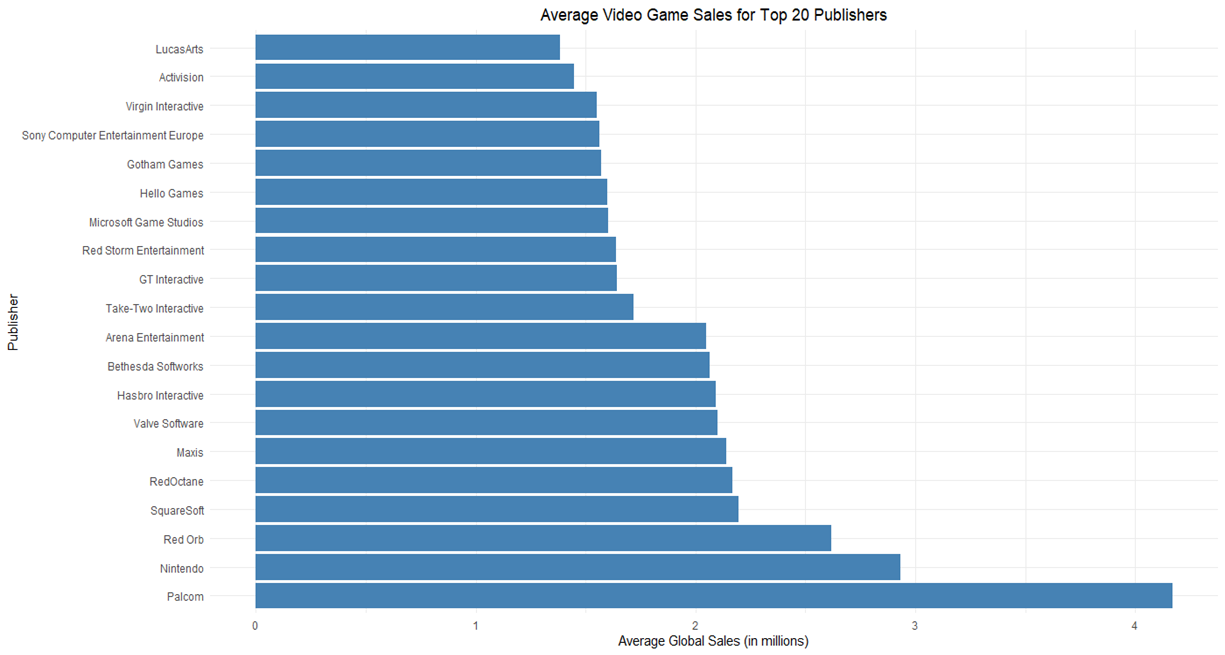 Average Video Game Sales for Top 20 Publishers
LucasArts
Activision
Virgin Interactive
Sony Computer Entertainment Europe
Gotham Games
Hello Games
Microsoft Game Studios
Red Storm Entertainment
GT Interactive
Take-Two Interactive
Arena Entertainment
Bethesda Softworks
Hasbro Interactive
Valve Software
Maxis
RedOctane
SquareSoft
Red Orb
Nintendo
Palcom
Publisher
0 1 2 3 4
Average Global Sales (in millions)